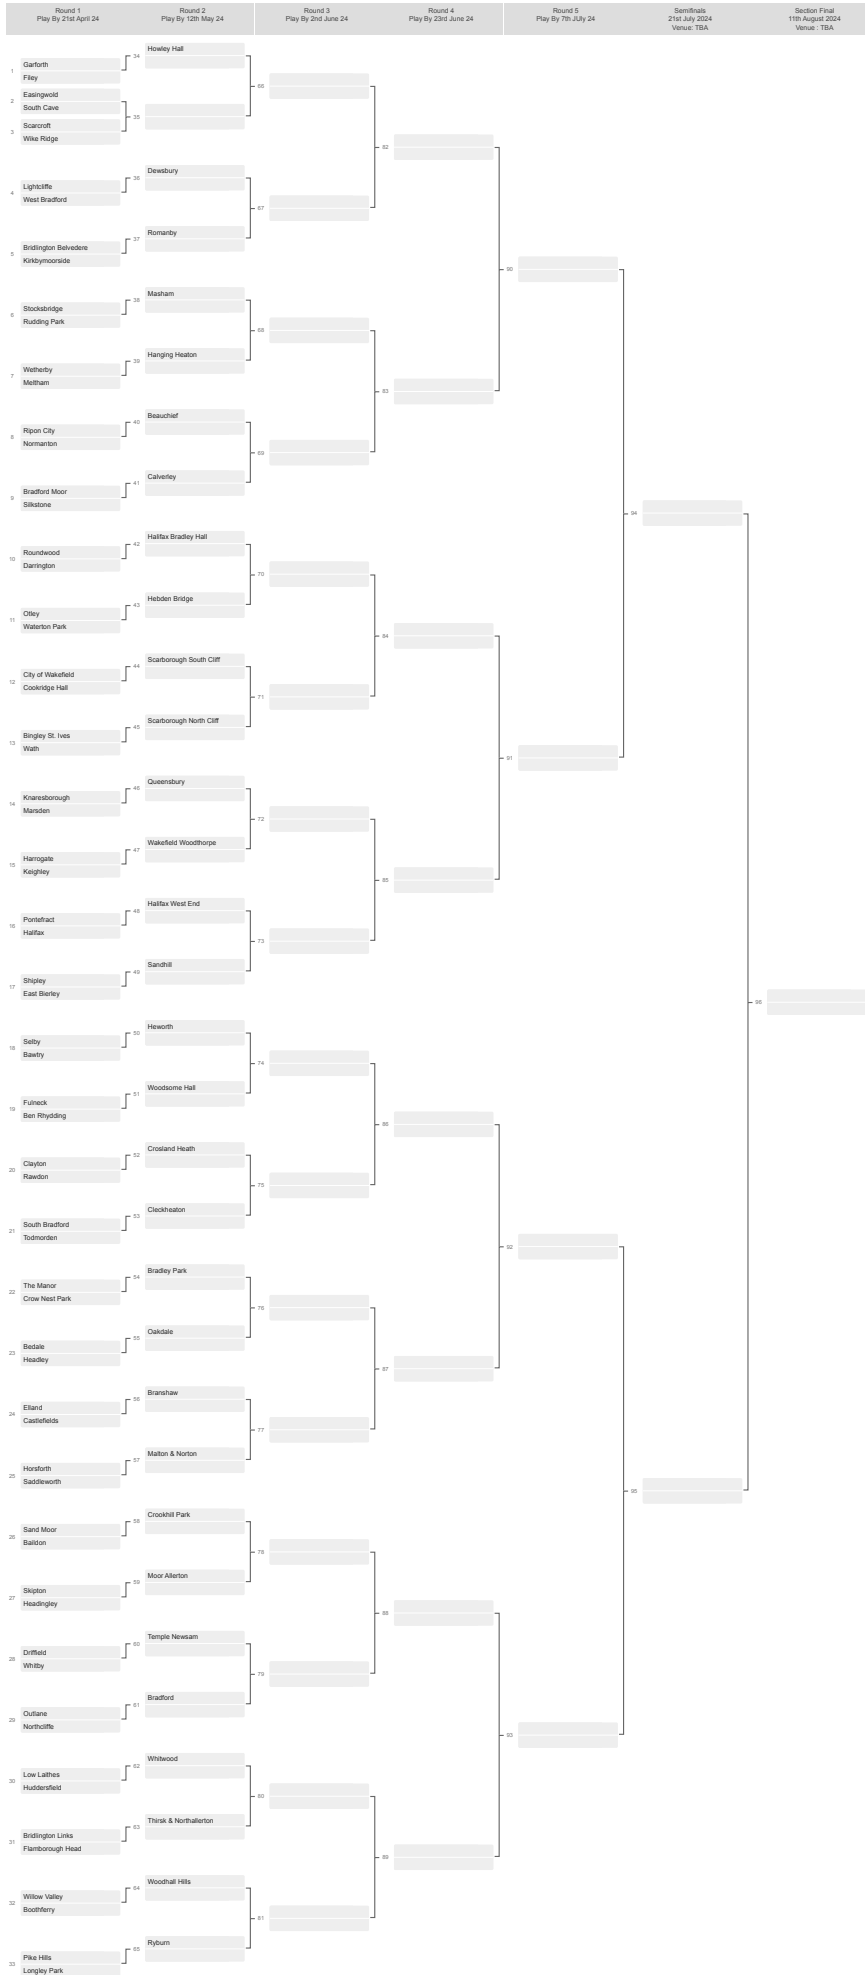 Round 1
Play By 21st April 24
Round 2
Play By 12th May 24
Round 3
Play By 2nd June 24
Round 4
Play By 23rd June 24
Round 5
Play By 7th JUly 24
Semifinals
21st July 2024
Venue: TBA
Section Final
11th August 2024
Venue : TBA
1
Garforth
Filey
2
Easingwold
South Cave
3
Scarcroft
Wike Ridge
4
Lightcliffe
West Bradford
5
Bridlington Belvedere
Kirkbymoorside
6
Stocksbridge
Rudding Park
7
Wetherby
Meltham
8
Ripon City
Normanton
9
Bradford Moor
Silkstone
10
Roundwood
Darrington
11
Otley
Waterton Park
12
City of Wakefield
Cookridge Hall
13
Bingley St. Ives
Wath
14
Knaresborough
Marsden
15
Harrogate
Keighley
16
Pontefract
Halifax
17
Shipley
East Bierley
18
Selby
Bawtry
19
Fulneck
Ben Rhydding
20
Clayton
Rawdon
21
South Bradford
Todmorden
22
The Manor
Crow Nest Park
23
Bedale
Headley
24
Elland
Castlefields
25
Horsforth
Saddleworth
26
Sand Moor
Baildon
27
Skipton
Headingley
28
Driffield
Whitby
29
Outlane
Northcliffe
30
Low Laithes
Huddersfield
31
Bridlington Links
Flamborough Head
32
Willow Valley
Boothferry
33
Pike Hills
Longley Park
34
Howley Hall
35
36
Dewsbury
37
Romanby
38
Masham
39
Hanging Heaton
40
Beauchief
41
Calverley
42
Halifax Bradley Hall
43
Hebden Bridge
44
Scarborough South Cliff
45
Scarborough North Cliff
46
Queensbury
47
Wakefield Woodthorpe
48
Halifax West End
49
Sandhill
50
Heworth
51
Woodsome Hall
52
Crosland Heath
53
Cleckheaton
54
Bradley Park
55
Oakdale
56
Branshaw
57
Malton & Norton
58
Crookhill Park
59
Moor Allerton
60
Temple Newsam
61
Bradford
62
Whitwood
63
Thirsk & Northallerton
64
Woodhall Hills
65
Ryburn
66
67
68
69
70
71
72
73
74
75
76
77
78
79
80
81
82
83
84
85
86
87
88
89
90
91
92
93
94
95
96